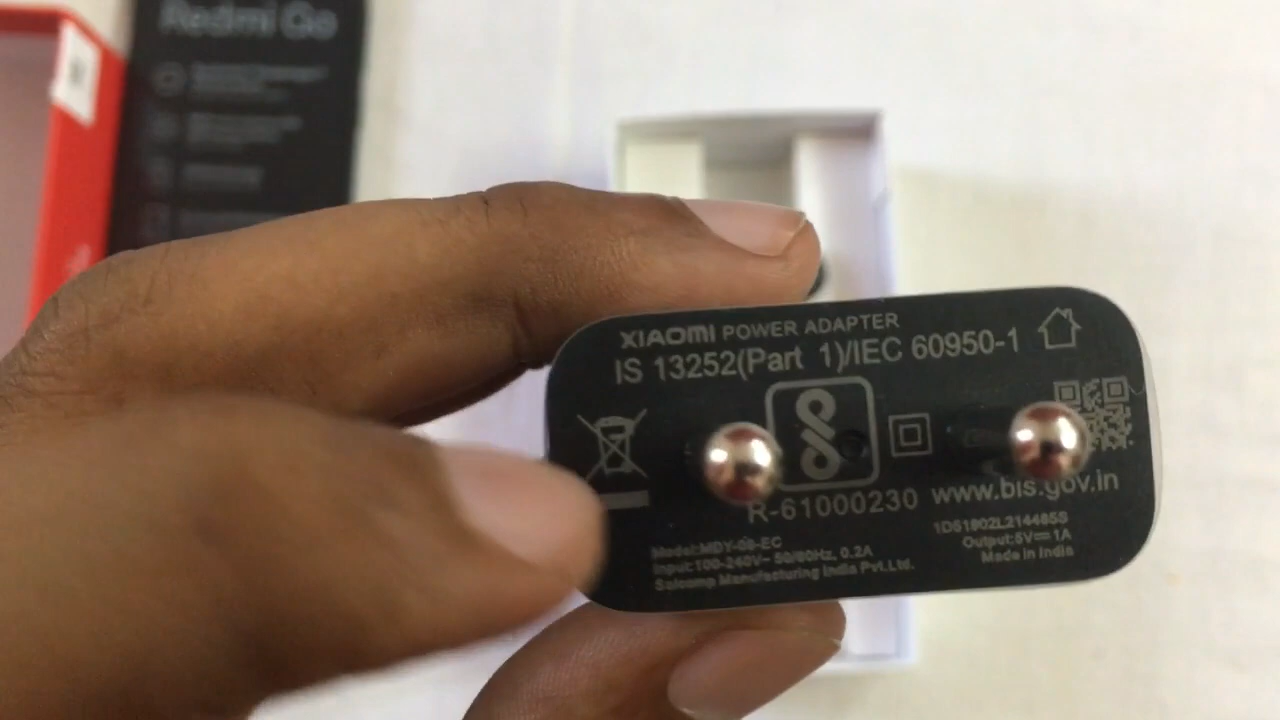 Redmi Go
XIAOMI POWER ADAPTER
IS 13252(Part 1)/IEC 60950-1
R-61000230 www.bis.gov.in
1D61902L214485S
Model:MDY-09-EC
Output:5V⎓1A
Input:100-240V~ 50/60Hz, 0.2A
Made in India
Salcomp Manufacturing India Pvt.Ltd.